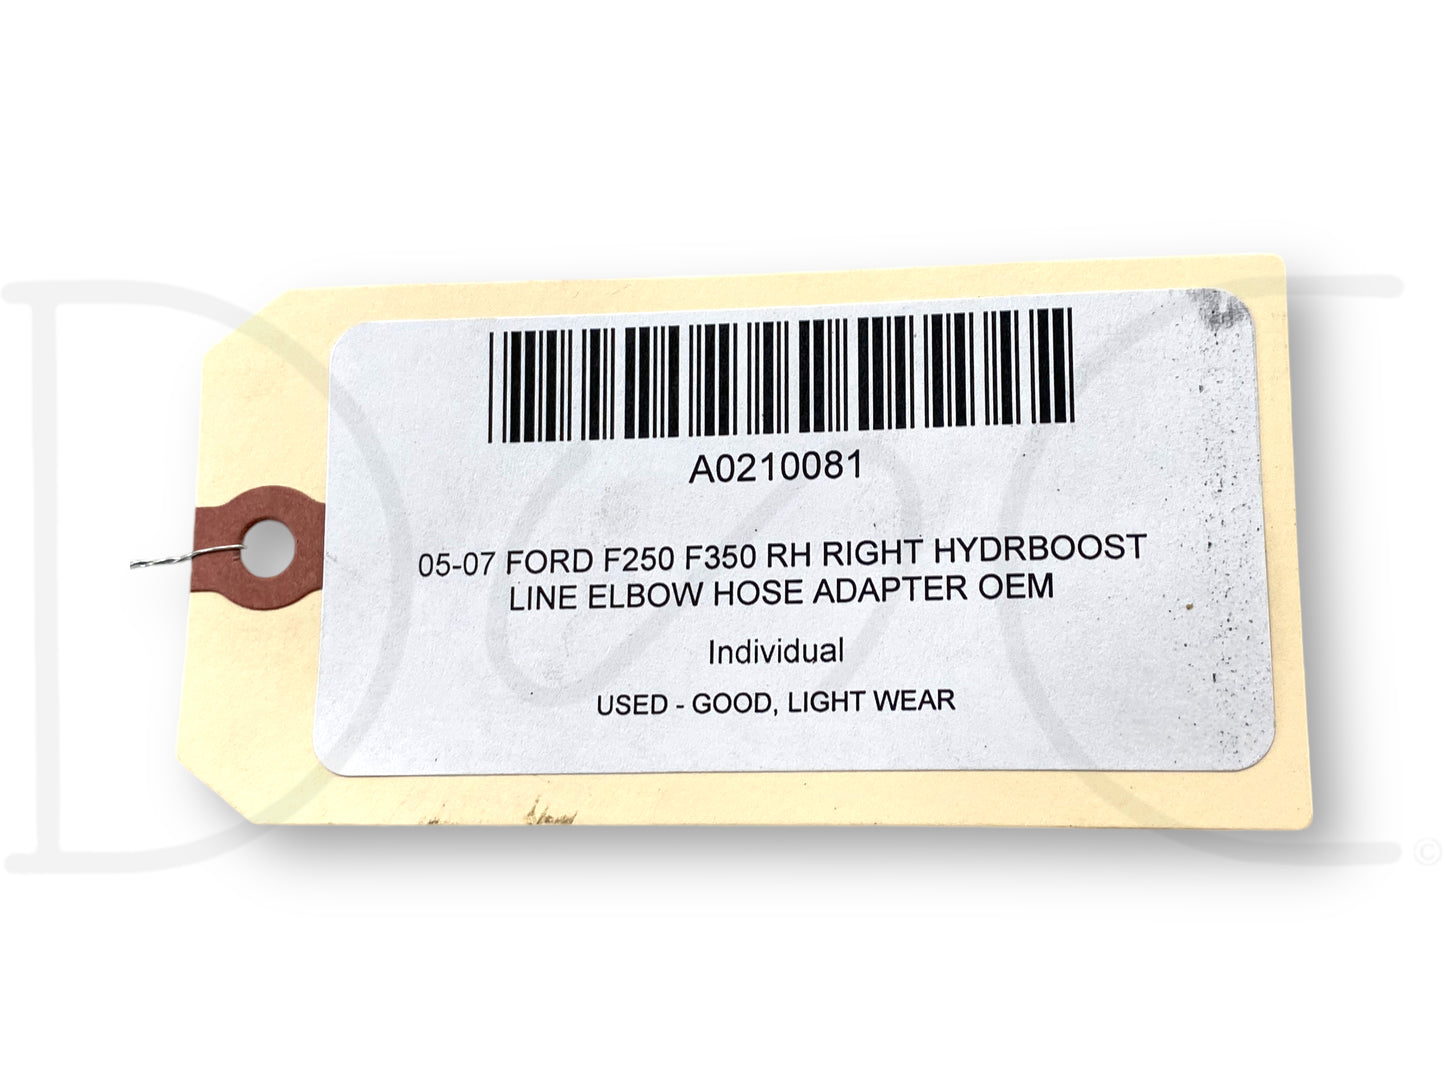 A0210081
05-07 FORD F250 F350 RH RIGHT HYDRBOOST
LINE ELBOW HOSE ADAPTER OEM
Individual
USED - GOOD, LIGHT WEAR
©